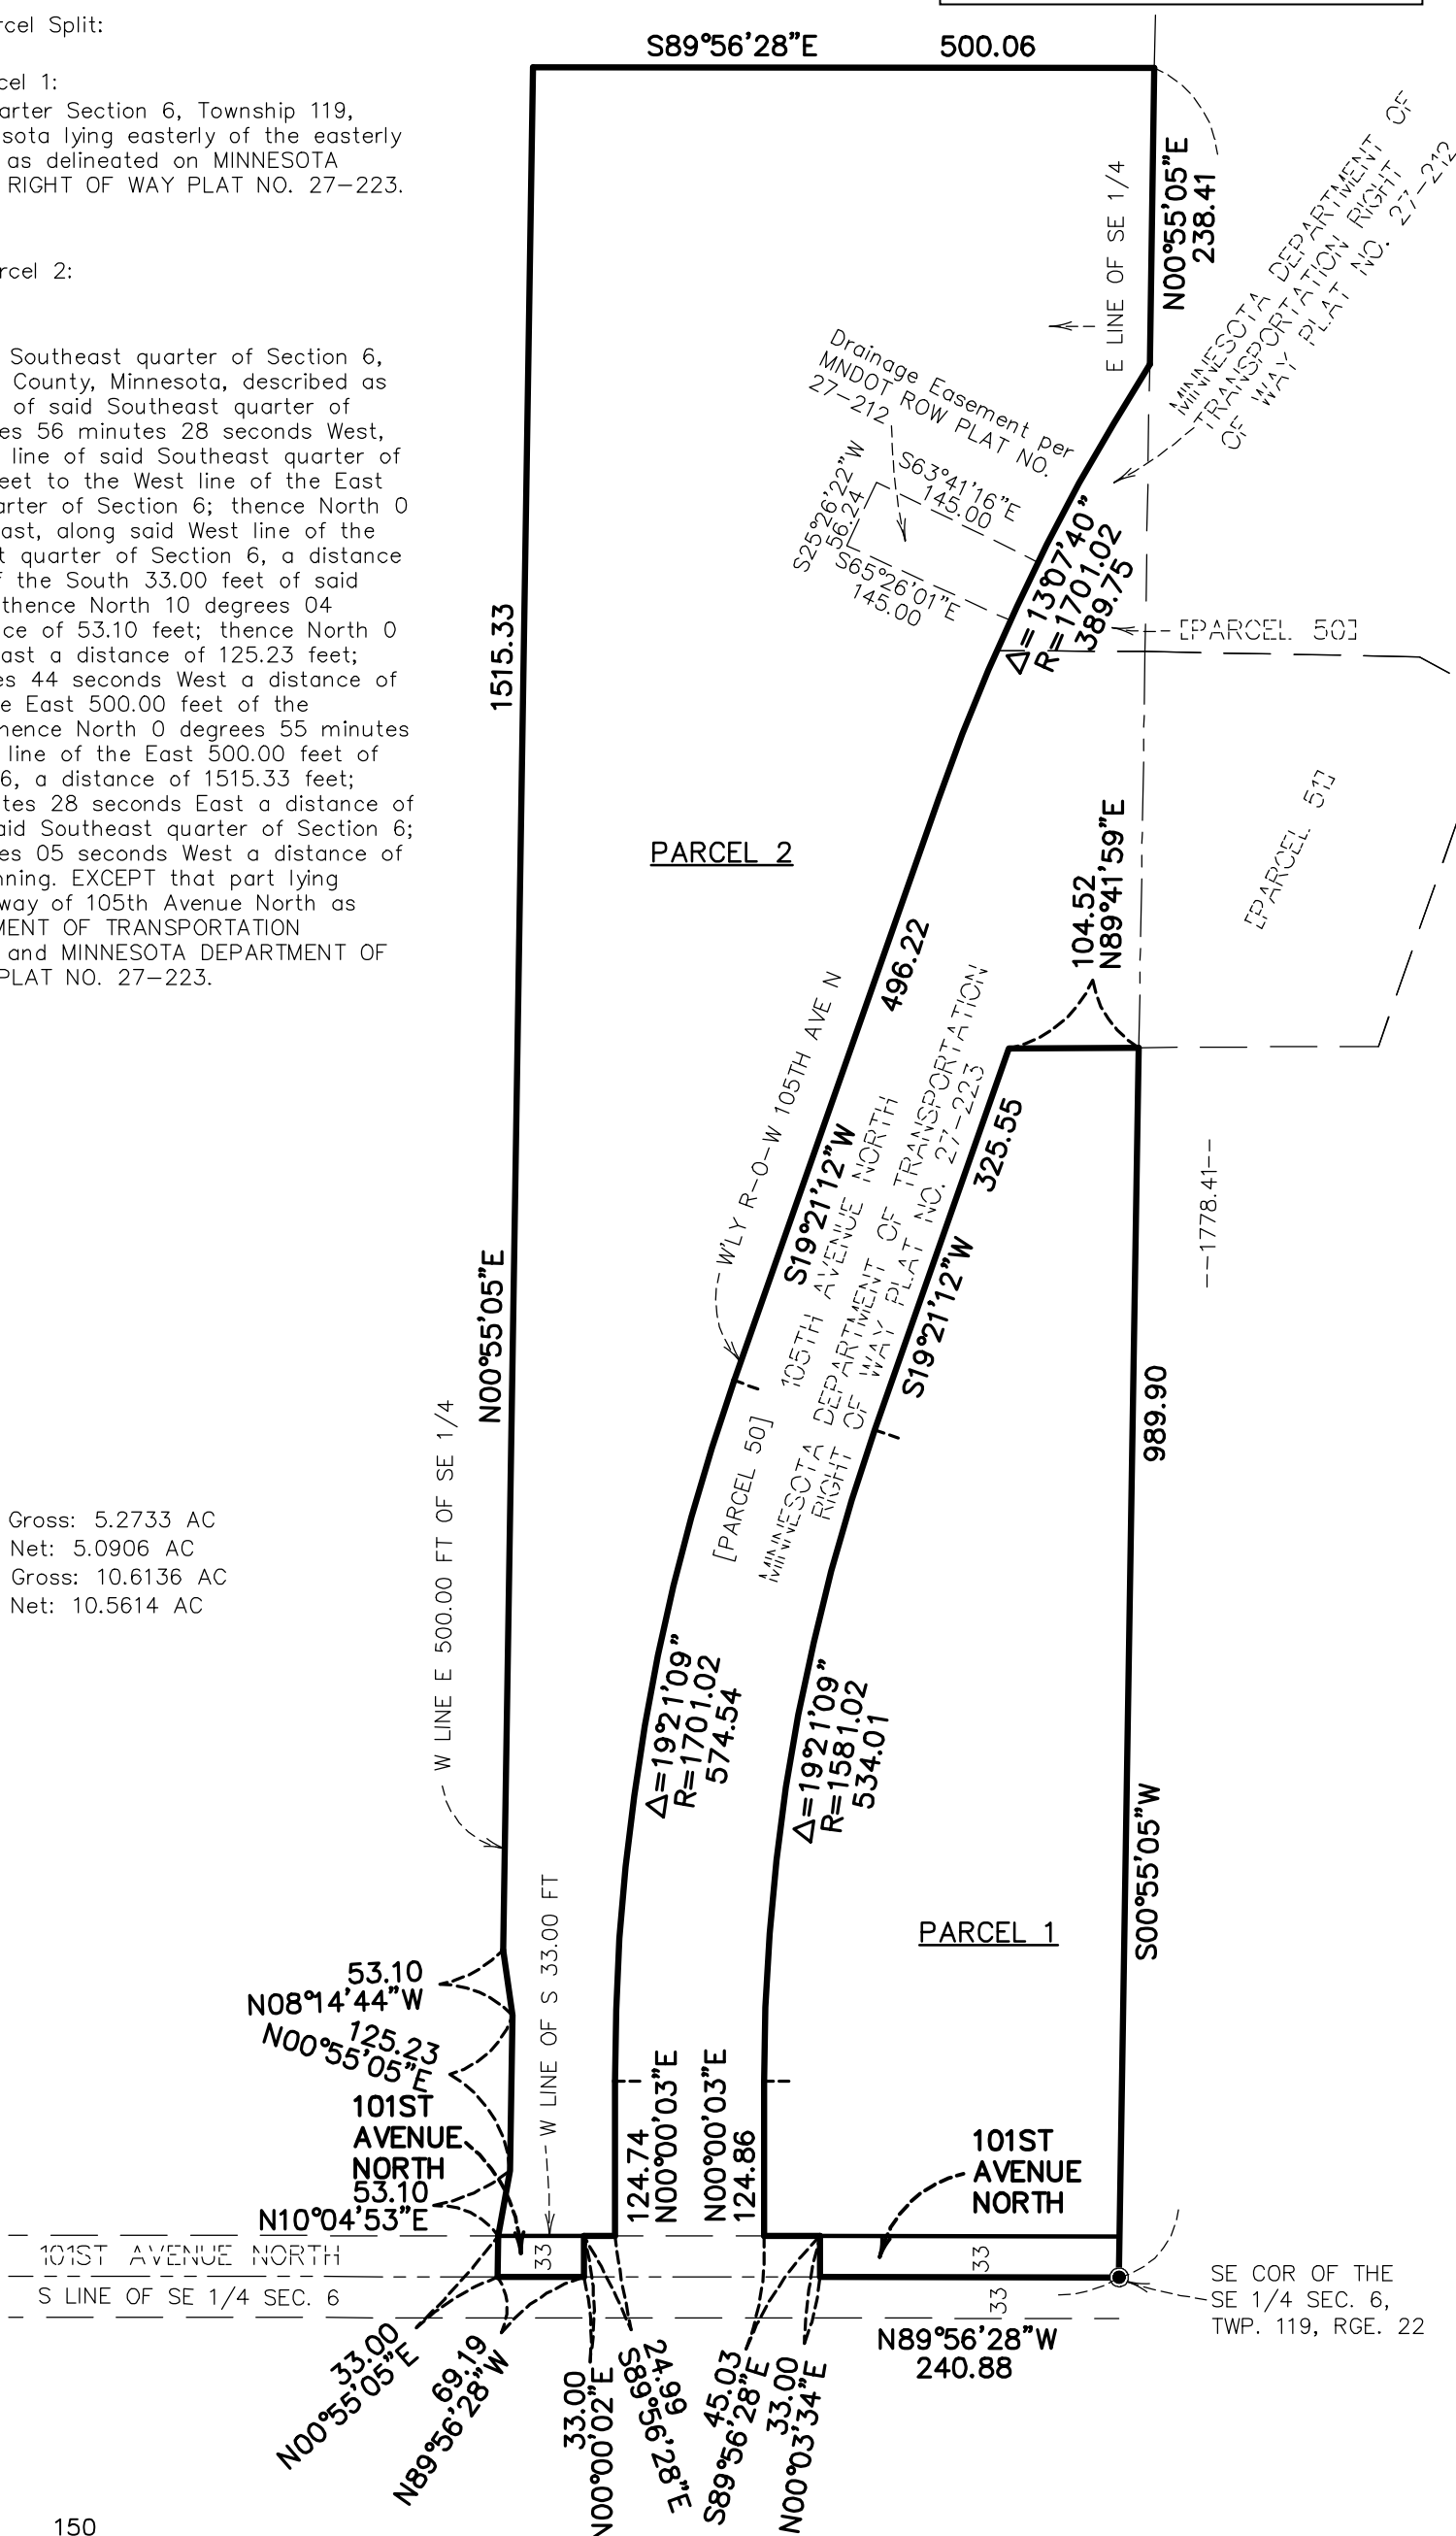 rcel Split:
rcel 1:
arter Section 6, Township 119,
esota lying easterly of the easterly
as delineated on MINNESOTA
RIGHT OF WAY PLAT NO. 27-223.
rcel 2:
Southeast quarter of Section 6,
County, Minnesota, described as
of said Southeast quarter of
es 56 minutes 28 seconds West,
line of said Southeast quarter of
eet to the West line of the East
arter of Section 6; thence North 0
ast, along said West line of the
t quarter of Section 6, a distance
f the South 33.00 feet of said
thence North 10 degrees 04
ce of 53.10 feet; thence North 0
ast a distance of 125.23 feet;
es 44 seconds West a distance of
e East 500.00 feet of the
hence North 0 degrees 55 minutes
line of the East 500.00 feet of
6, a distance of 1515.33 feet;
tes 28 seconds East a distance of
aid Southeast quarter of Section 6;
es 05 seconds West a distance of
nning. EXCEPT that part lying
way of 105th Avenue North as
MENT OF TRANSPORTATION
and MINNESOTA DEPARTMENT OF
PLAT NO. 27-223.
Gross: 5.2733 AC
Net: 5.0906 AC
Gross: 10.6136 AC
Net: 10.5614 AC
S89°56'28"E 500.06
N00°55'05"E
238.41
E LINE OF SE 1/4
MINNESOTA DEPARTMENT OF
TRANSPORTATION RIGHT
OF WAY PLAT NO. 27-212
Drainage Easement per
MNDOT ROW PLAT NO.
27-212
S63°41'16"E
145.00
S25°26'22"W
56.24
S65°26'01"E
145.00
Δ=13°07'40"
R=1701.02
389.75
[PARCEL 50]
[PARCEL 51]
1515.33
N00°55'05"E
PARCEL 2
104.52
N89°41'59"E
496.22
S19°21'12"W
W'LY R-O-W 105TH AVE N
105TH AVENUE NORTH
MINNESOTA DEPARTMENT OF TRANSPORTATION
RIGHT OF WAY PLAT NO. 27-223
[PARCEL 50]
325.55
S19°21'12"W
--1778.41--
989.90
S00°55'05"W
W LINE E 500.00 FT OF SE 1/4
Δ=19°21'09"
R=1701.02
574.54
Δ=19°21'09"
R=1581.02
534.01
PARCEL 1
W LINE OF S 33.00 FT
53.10
N08°14'44"W
125.23
N00°55'05"E
101ST
AVENUE
NORTH
53.10
N10°04'53"E
124.74
N00°00'03"E
N00°00'03"E
124.86
101ST
AVENUE
NORTH
101ST AVENUE NORTH
33
33
S LINE OF SE 1/4 SEC. 6
33
SE COR OF THE
SE 1/4 SEC. 6,
TWP. 119, RGE. 22
N89°56'28"W
240.88
33.00
N00°55'05"E
69.19
N89°56'28"W
33.00
N00°00'02"E
24.99
S89°56'28"E
45.03
S89°56'28"E
33.00
N00°03'34"E
150